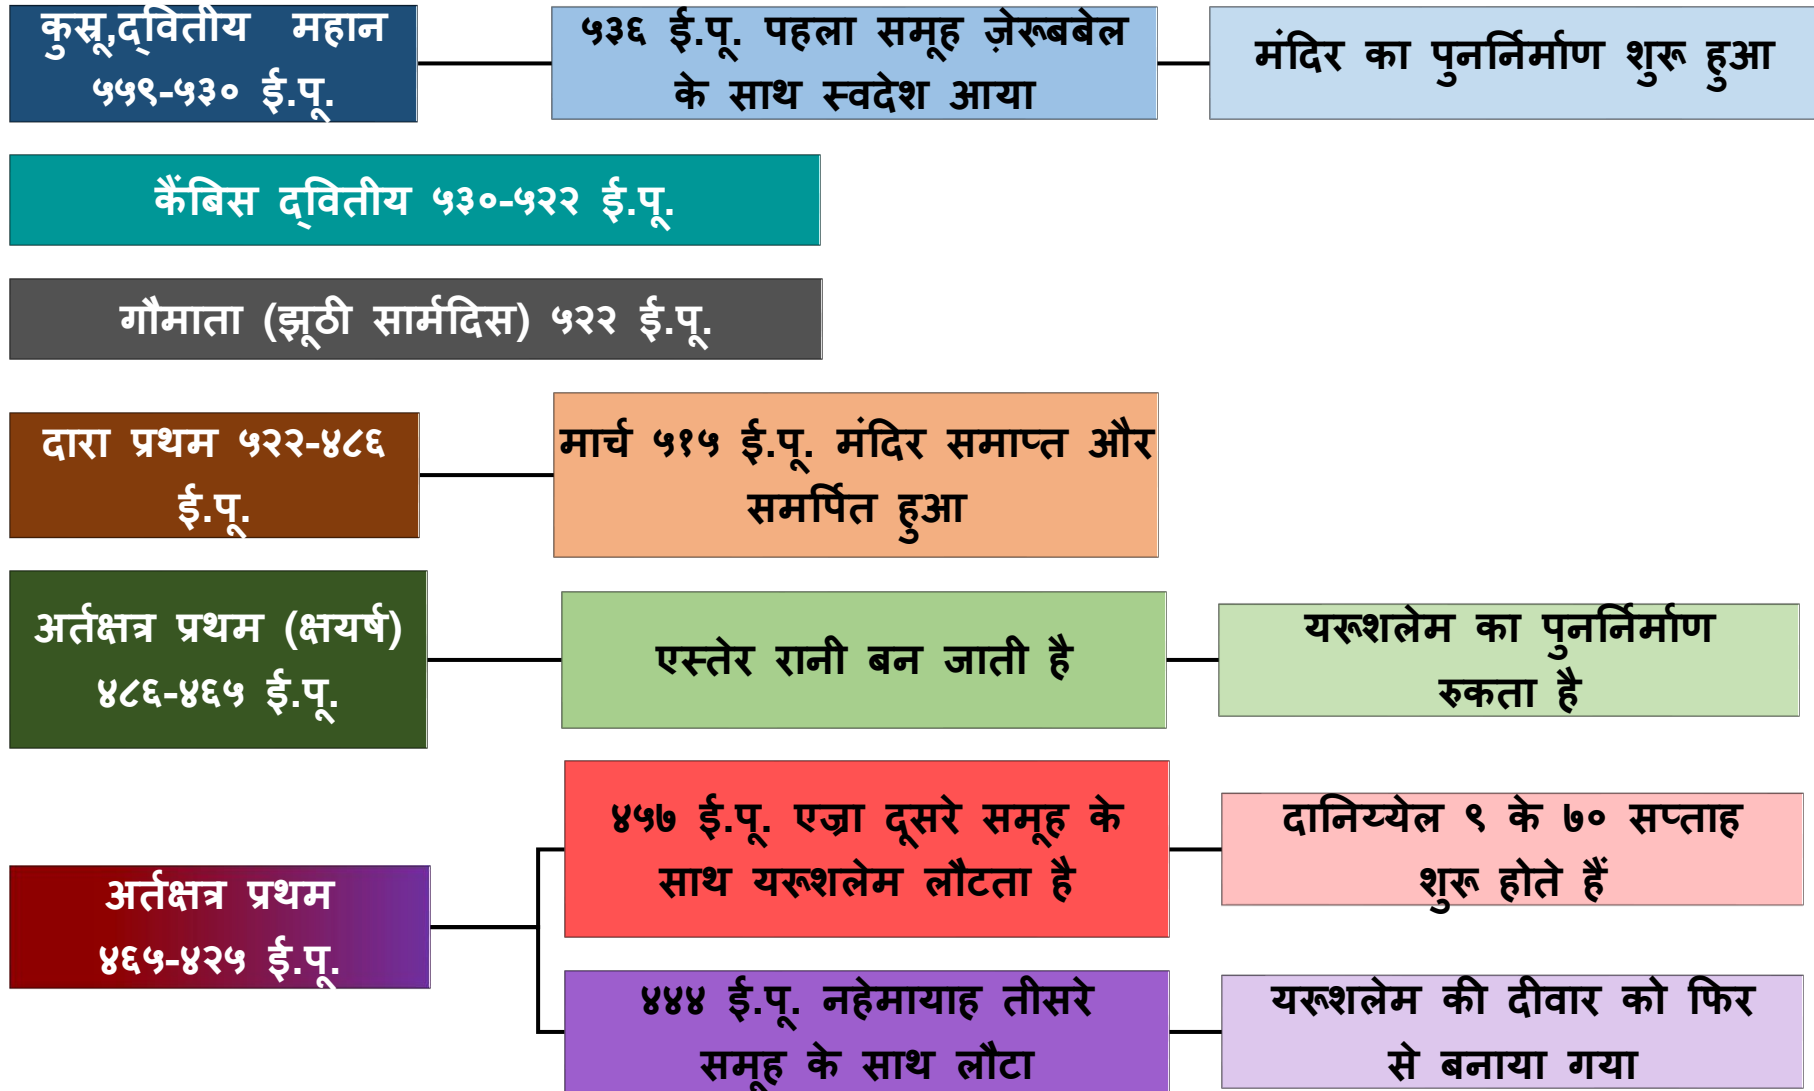 कुस्रू,द्वितीय महान
५५९-५३० ई.पू.
५३६ ई.पू. पहला समूह ज़ेरूबबेल
के साथ स्वदेश आया
मंदिर का पुनर्निर्माण शुरू हुआ
कैंबिस द्वितीय ५३०-५२२ ई.पू.
गौमाता (झूठी सार्मदिस) ५२२ ई.पू.
दारा प्रथम ५२२-४८६
ई.पू.
मार्च ५१५ ई.पू. मंदिर समाप्त और
समर्पित हुआ
अर्तक्षत्र प्रथम (क्षयर्ष)
४८६-४६५ ई.पू.
एस्तेर रानी बन जाती है
यरूशलेम का पुनर्निर्माण
रुकता है
अर्तक्षत्र प्रथम
४६५-४२५ ई.पू.
४५७ ई.पू. एज्रा दूसरे समूह के
साथ यरूशलेम लौटता है
दानिय्येल ९ के ७० सप्ताह
शुरू होते हैं
४४४ ई.पू. नहेमायाह तीसरे
समूह के साथ लौटा
यरूशलेम की दीवार को फिर
से बनाया गया